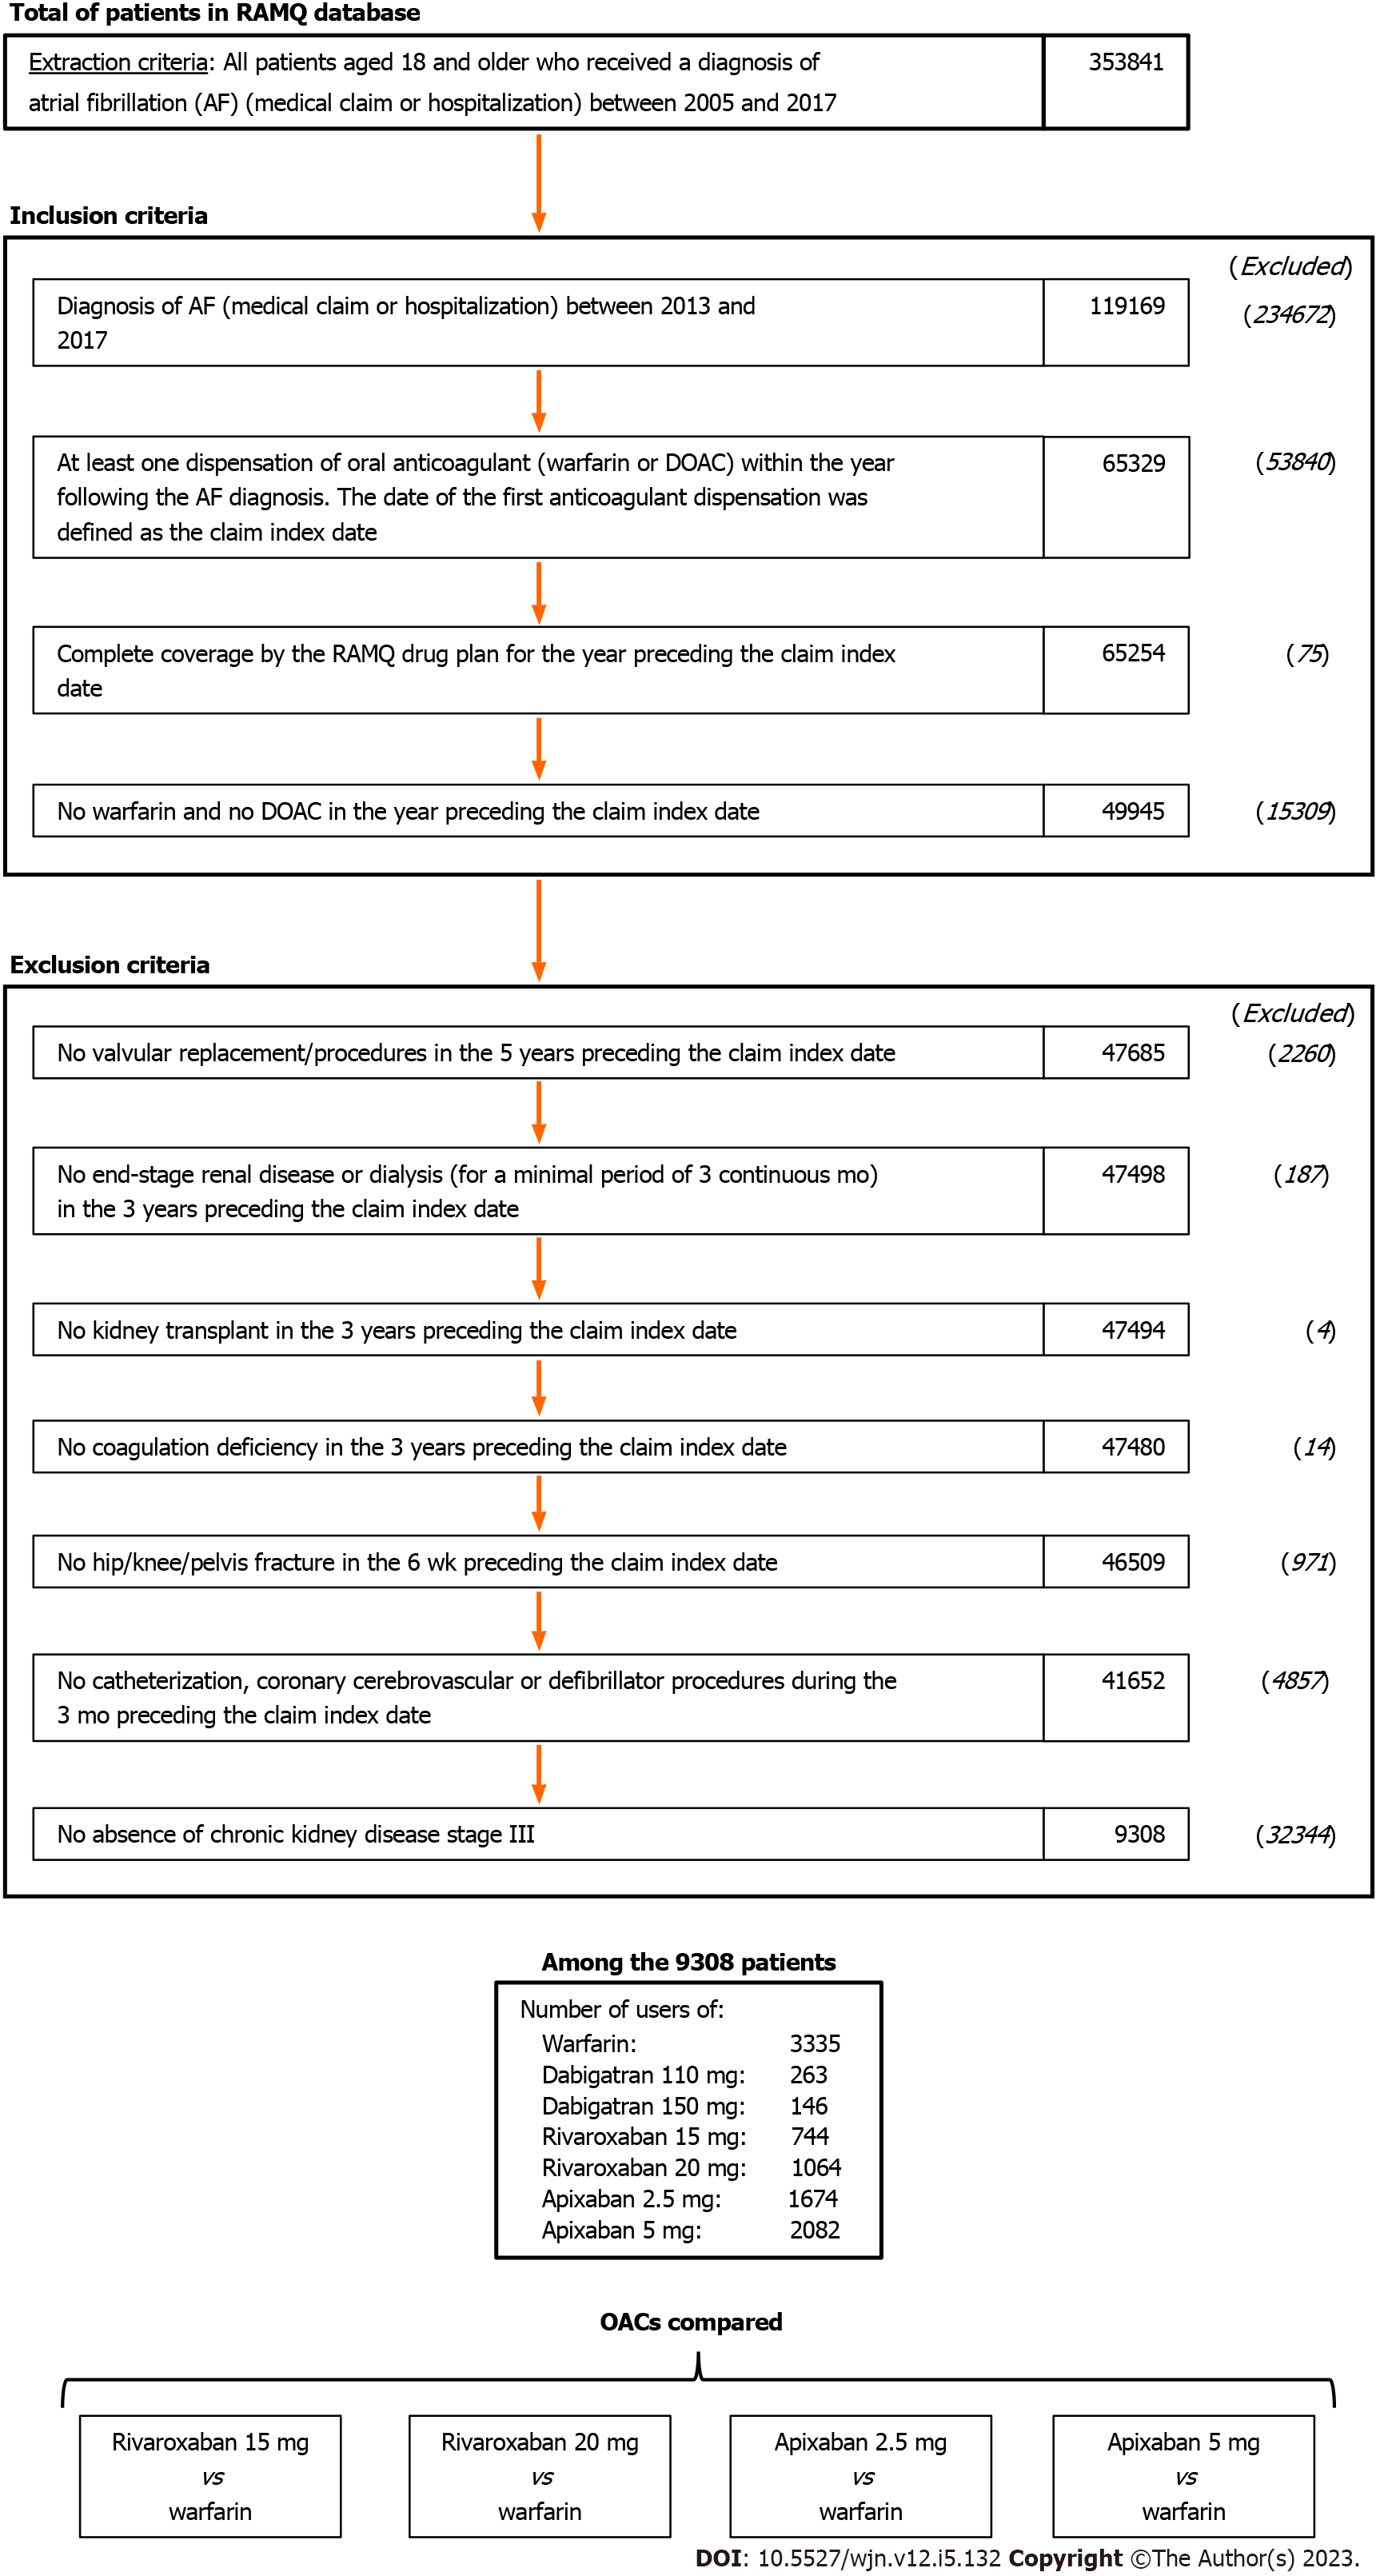 Total of patients in RAMQ database
Extraction criteria: All patients aged 18 and older who received a diagnosis of 353841
atrial fibrillation (AF) (medical claim or hospitalization) between 2005 and 2017
Inclusion criteria
(Excluded)
Diagnosis of AF (medical claim or hospitalization) between 2013 and 119169 (234672)
2017
At least one dispensation of oral anticoagulant (warfarin or DOAC) within the year 65329 (53840)
following the AF diagnosis. The date of the first anticoagulant dispensation was
defined as the claim index date
Complete coverage by the RAMQ drug plan for the year preceding the claim index 65254 (75)
date
No warfarin and no DOAC in the year preceding the claim index date 49945 (15309)
Exclusion criteria
(Excluded)
No valvular replacement/procedures in the 5 years preceding the claim index date 47685 (2260)
No end-stage renal disease or dialysis (for a minimal period of 3 continuous mo) 47498 (187)
in the 3 years preceding the claim index date
No kidney transplant in the 3 years preceding the claim index date 47494 (4)
No coagulation deficiency in the 3 years preceding the claim index date 47480 (14)
No hip/knee/pelvis fracture in the 6 wk preceding the claim index date 46509 (971)
No catheterization, coronary cerebrovascular or defibrillator procedures during the 41652 (4857)
3 mo preceding the claim index date
No absence of chronic kidney disease stage III 9308 (32344)
Among the 9308 patients
Number of users of:
Warfarin: 3335
Dabigatran 110 mg: 263
Dabigatran 150 mg: 146
Rivaroxaban 15 mg: 744
Rivaroxaban 20 mg: 1064
Apixaban 2.5 mg: 1674
Apixaban 5 mg: 2082
OACs compared
Rivaroxaban 15 mg
vs
warfarin
Rivaroxaban 20 mg
vs
warfarin
Apixaban 2.5 mg
vs
warfarin
Apixaban 5 mg
vs
warfarin
DOI: 10.5527/wjn.v12.i5.132 Copyright ©The Author(s) 2023.